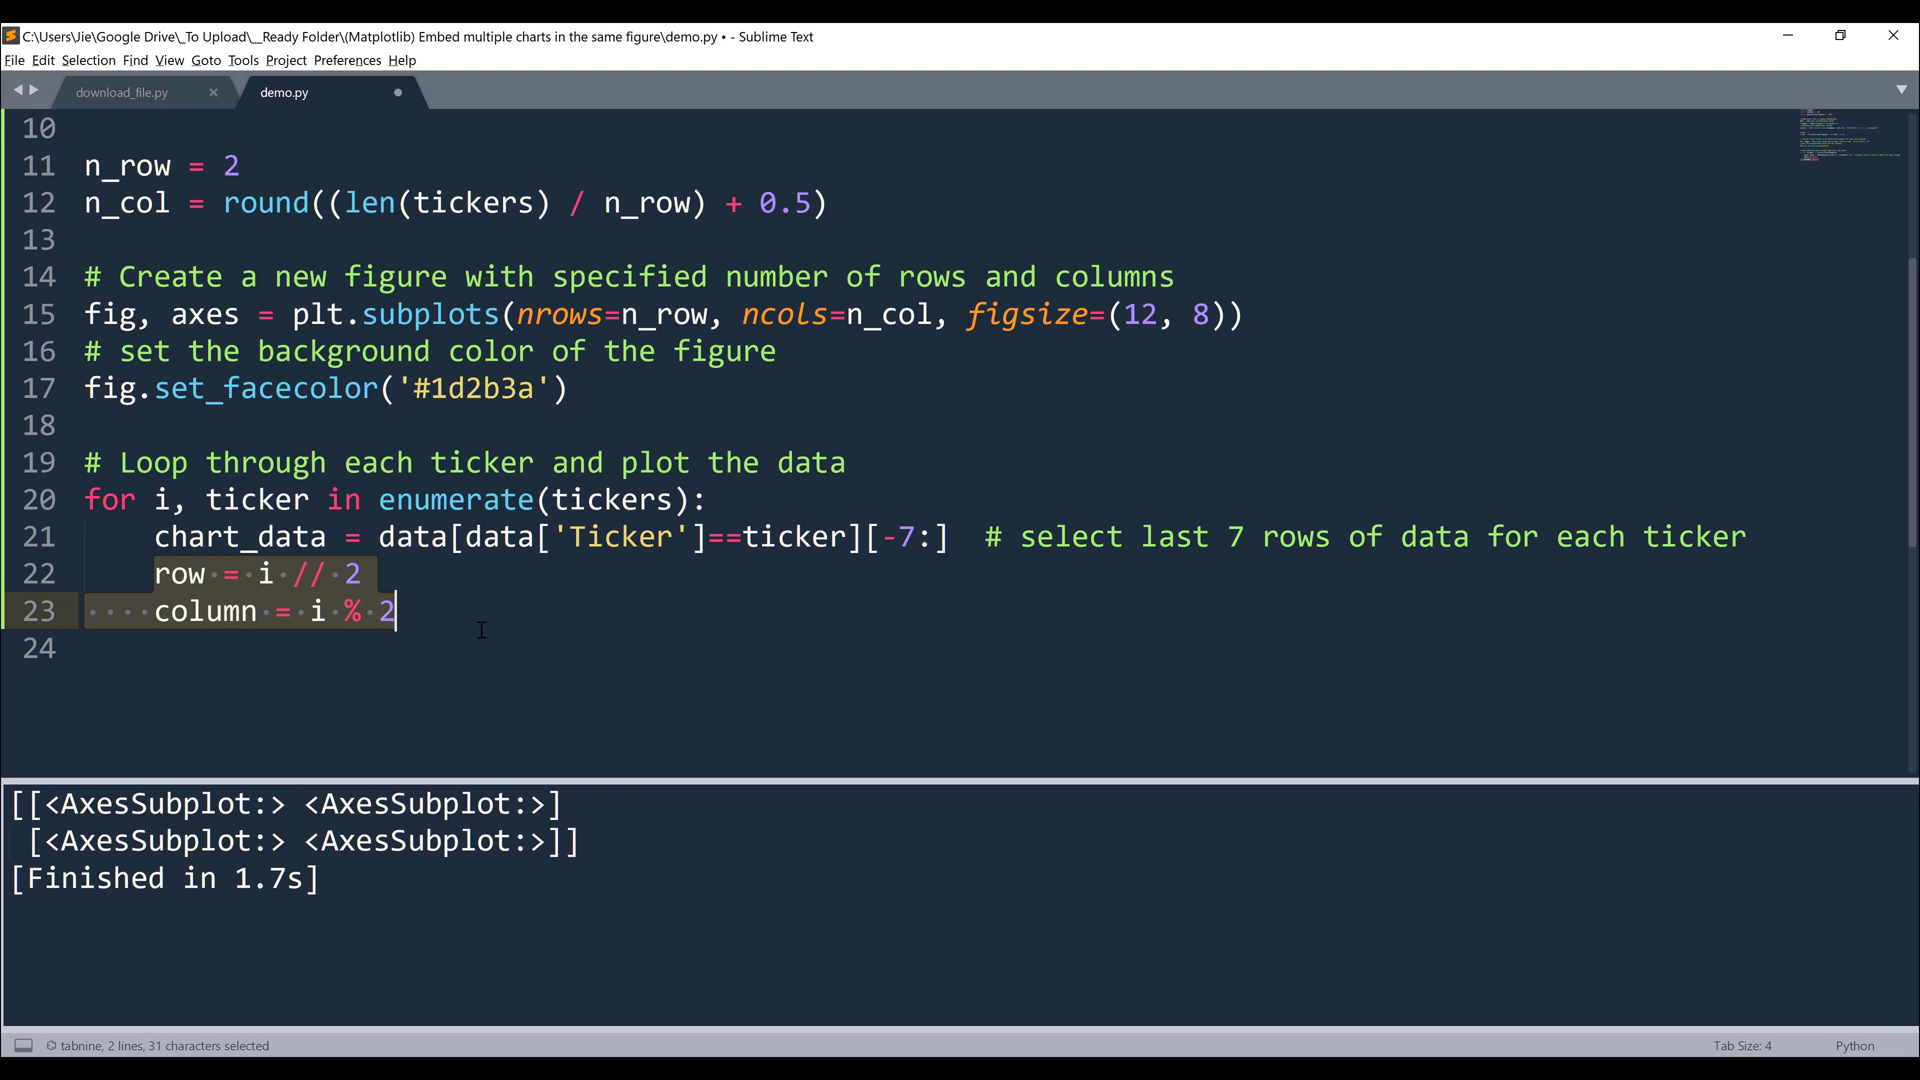 C:\Users\Jie\Google Drive\_To Upload\__Ready Folder\(Matplotlib) Embed multiple charts in the same figure\demo.py • - Sublime Text
File Edit Selection Find View Goto Tools Project Preferences Help
download_file.py × demo.py
10
11 n_row = 2
12 n_col = round((len(tickers) / n_row) + 0.5)
13
14 # Create a new figure with specified number of rows and columns
15 fig, axes = plt.subplots(nrows=n_row, ncols=n_col, figsize=(12, 8))
16 # set the background color of the figure
17 fig.set_facecolor('#1d2b3a')
18
19 # Loop through each ticker and plot the data
20 for i, ticker in enumerate(tickers):
21 chart_data = data[data['Ticker']==ticker][-7:] # select last 7 rows of data for each ticker
22 row = i // 2
23 column = i % 2
24
[[<AxesSubplot:> <AxesSubplot:>]
[<AxesSubplot:> <AxesSubplot:>]]
[Finished in 1.7s]
tabnine, 2 lines, 31 characters selected Tab Size: 4 Python